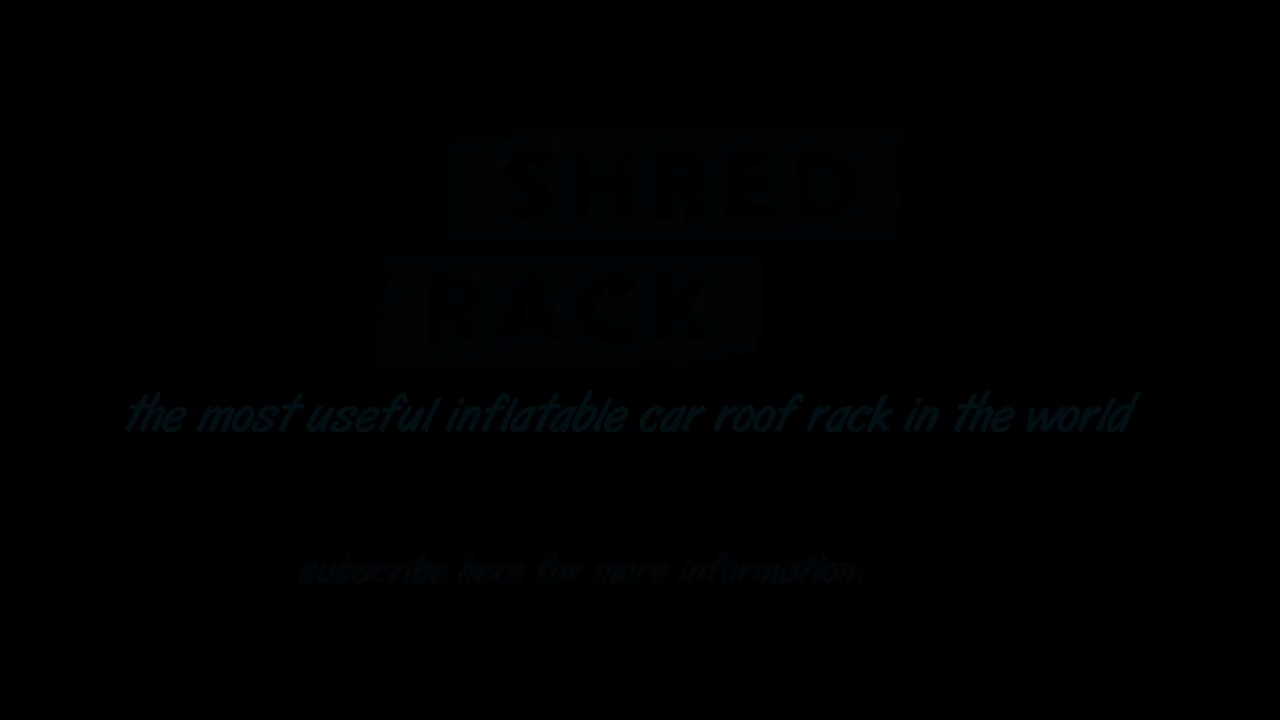 SHRED
RACK
the most useful inflatable car roof rack in the world
subscribe here for more information: